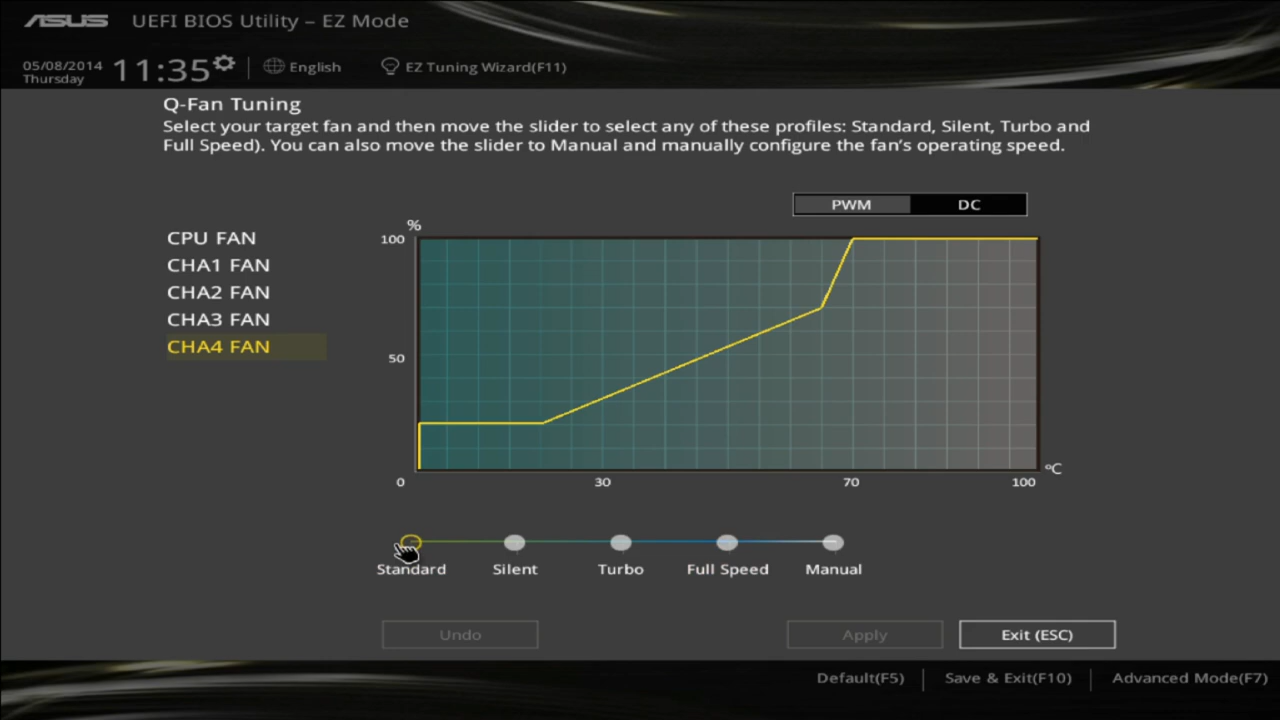 ASUS UEFI BIOS Utility – EZ Mode
05/08/2014
Thursday
11:35
English
EZ Tuning Wizard(F11)
Q-Fan Tuning
Select your target fan and then move the slider to select any of these profiles: Standard, Silent, Turbo and
Full Speed). You can also move the slider to Manual and manually configure the fan's operating speed.
PWM DC
CPU FAN
CHA1 FAN
CHA2 FAN
CHA3 FAN
CHA4 FAN
%
100
50
0 30 70 100
°C
Standard Silent Turbo Full Speed Manual
Undo Apply Exit (ESC)
Default(F5) Save & Exit(F10) Advanced Mode(F7)